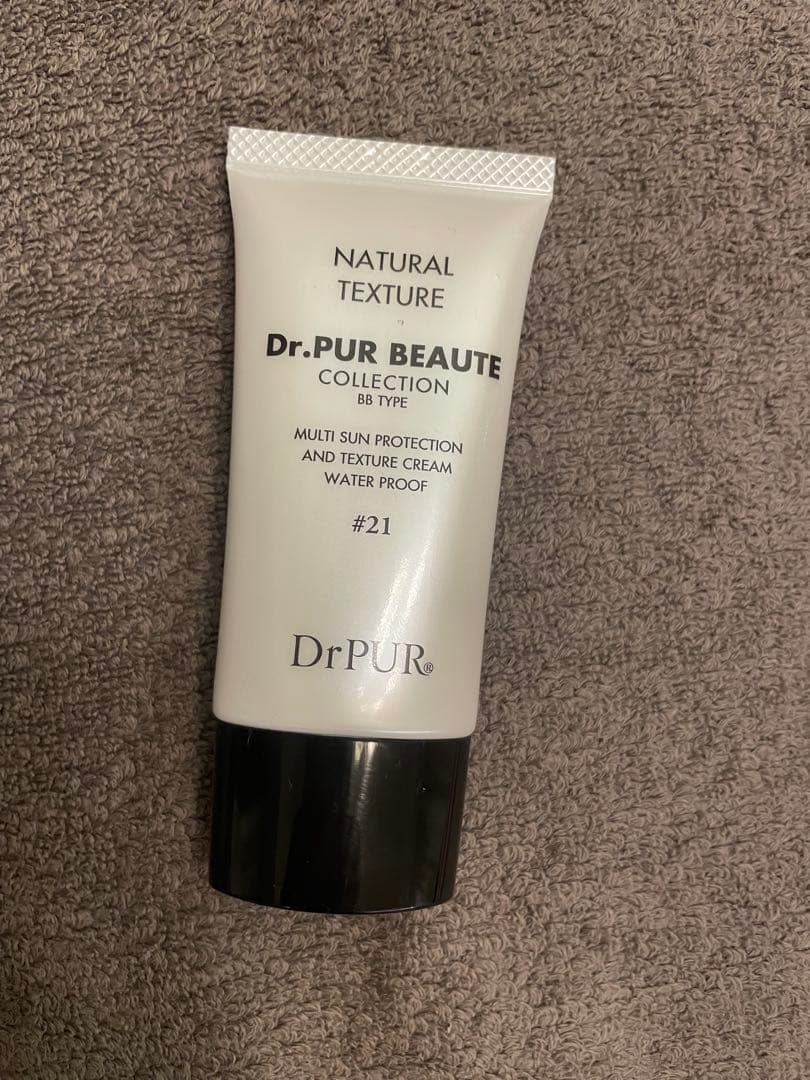 NATURAL
TEXTURE
Dr.PUR BEAUTE
COLLECTION
BB TYPE
MULTI SUN PROTECTION
AND TEXTURE CREAM
WATER PROOF
#21
DrPUR®